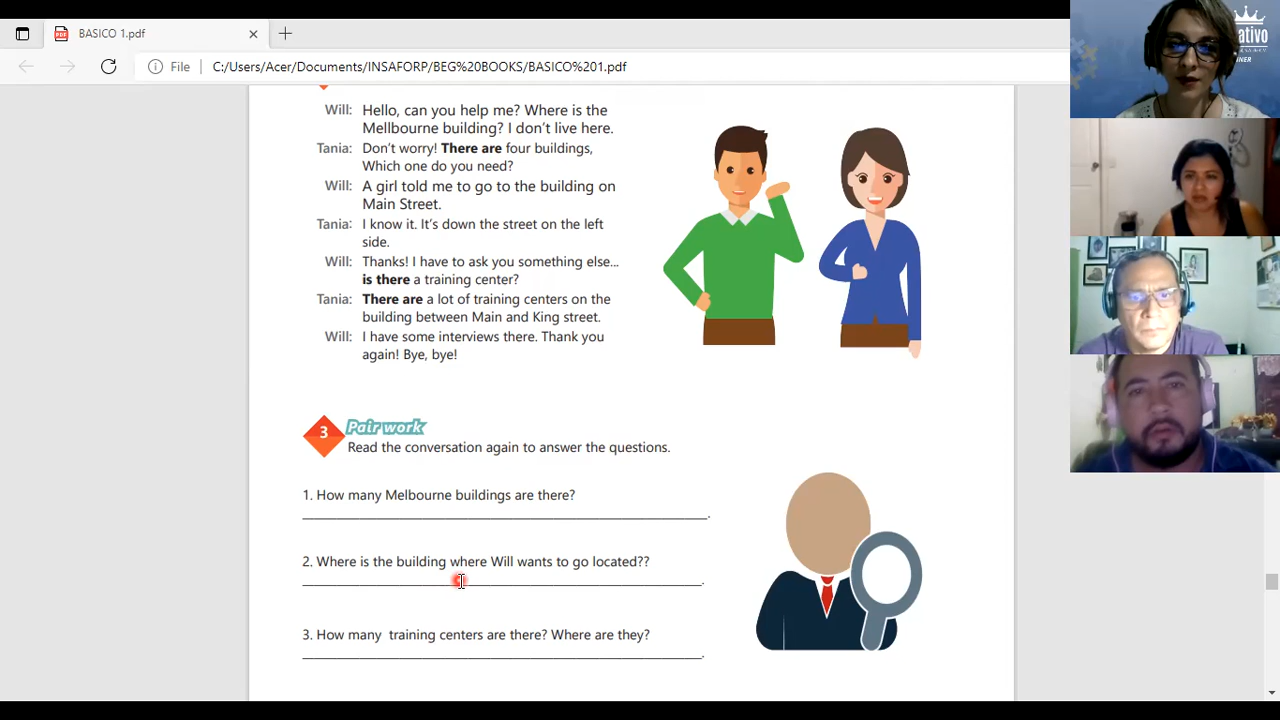 BASICO 1.pdf
File
C:/Users/Acer/Documents/INSAFORP/BEG%20BOOKS/BASICO%201.pdf
Will: Hello, can you help me? Where is the
Mellbourne building? I don't live here.
Tania: Don't worry! There are four buildings,
Which one do you need?
Will: A girl told me to go to the building on
Main Street.
Tania: I know it. It's down the street on the left
side.
Will: Thanks! I have to ask you something else...
is there a training center?
Tania: There are a lot of training centers on the
building between Main and King street.
Will: I have some interviews there. Thank you
again! Bye, bye!
3 Pair work
Read the conversation again to answer the questions.
1. How many Melbourne buildings are there?
2. Where is the building where Will wants to go located??
3. How many training centers are there? Where are they?